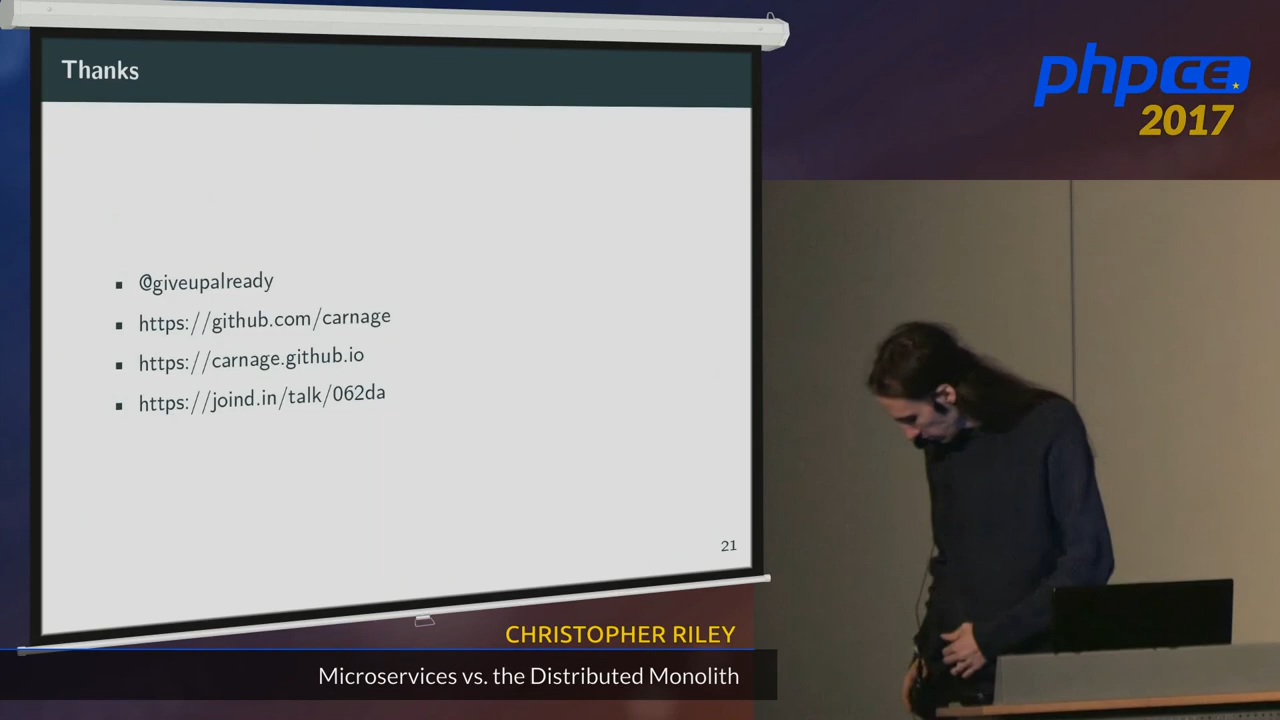 Thanks
@giveupalready
https://github.com/carnage
https://carnage.github.io
https://joind.in/talk/062da
21
phpCE
2017
CHRISTOPHER RILEY
Microservices vs. the Distributed Monolith